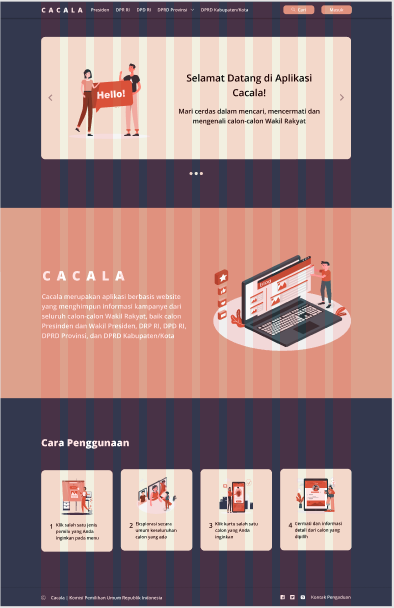 CACALA Presiden DPR RI DPD RI DPRD Provinsi DPRD Kabupaten/Kota Cari Masuk
Hello!
Selamat Datang di Aplikasi
Cacala!
Mari cerdas dalam mencari, mencermati dan
mengenali calon-calon Wakil Rakyat
CACALA
Cacala merupakan aplikasi berbasis website
yang menghimpun informasi kampanye dari
seluruh calon-calon Wakil Rakyat, baik calon
Presinden dan Wakil Presiden, DRP RI, DPD RI,
DPRD Provinsi, dan DPRD Kabupaten/Kota
Cara Penggunaan
1 Klik salah satu jenis
pemilu yang Anda
inginkan pada menu
2 Eksplorasi secara
umum keseluruhan
calon yang ada
3 Klik kartu salah satu
calon yang Anda
inginkan
4 Cermati dan informasi
detail dari calon yang
dipilih
© Cacala | Komisi Pemilihan Umum Republik Indonesia Kontak Pengaduan